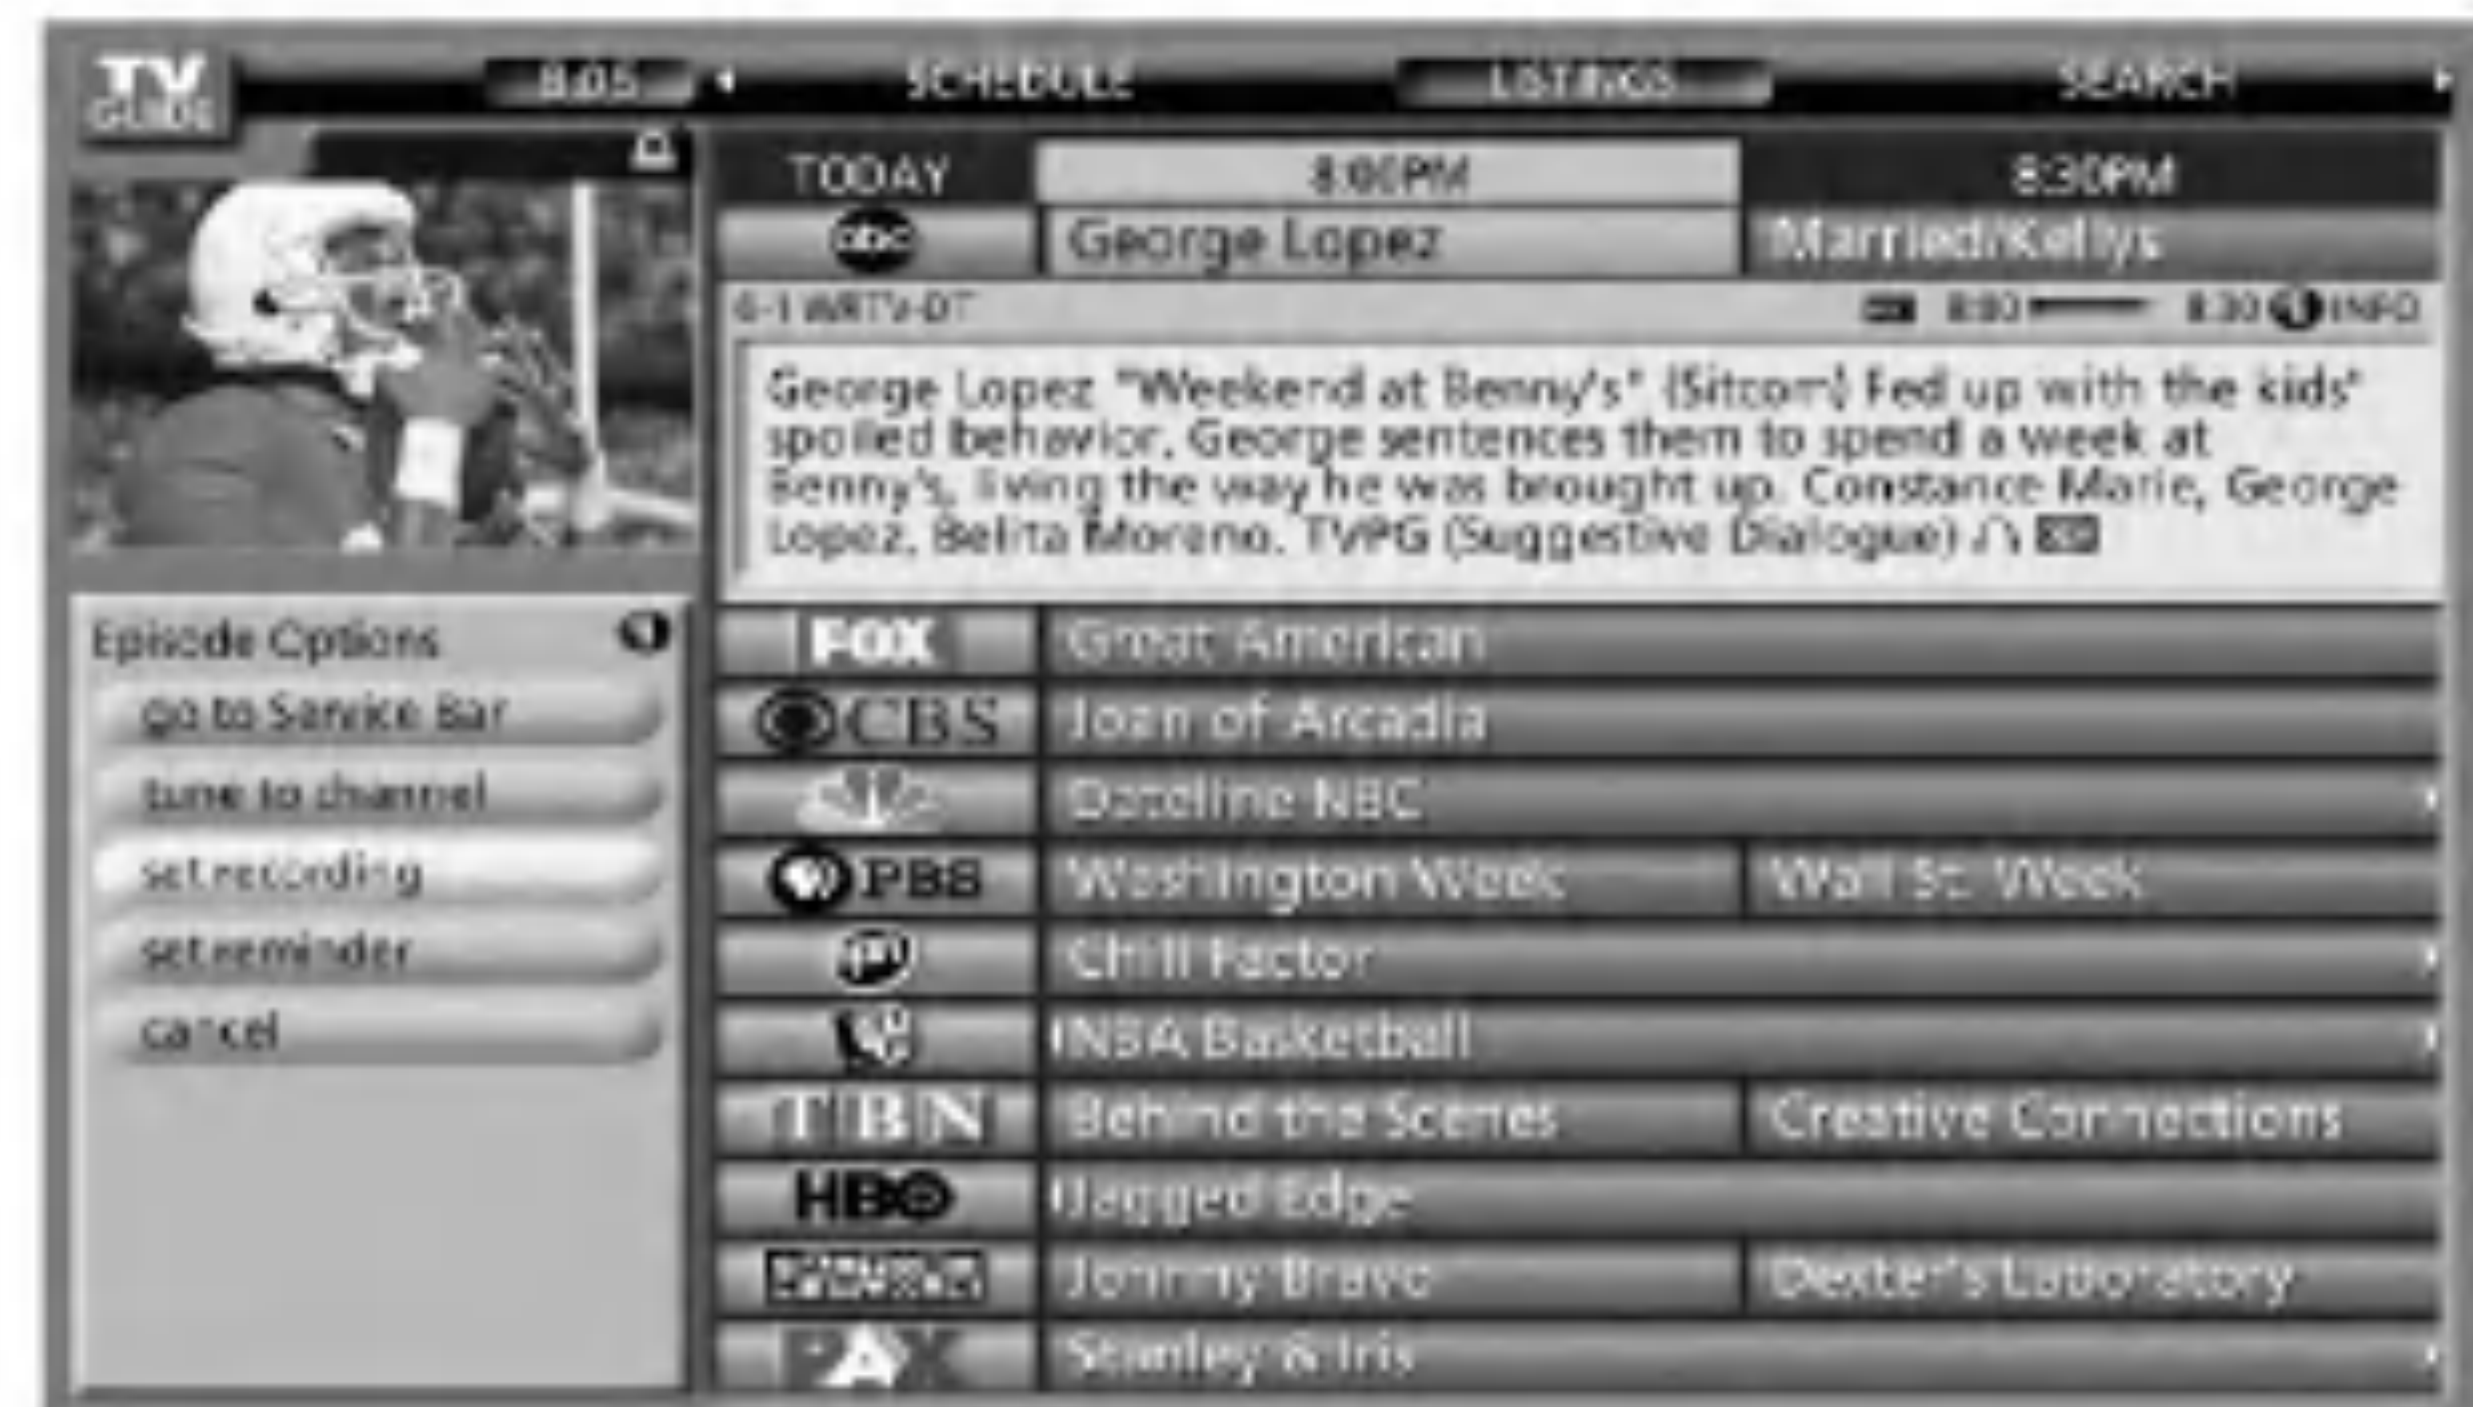 TV
GUIDE
8:05 SCHEDULE LISTINGS SEARCH
TODAY 8:00PM 8:30PM
abc George Lopez Married/Kellys
6-1 WRTV-DT 8:00 8:30 INFO
George Lopez "Weekend at Benny's" (Sitcom) Fed up with the kids'
spoiled behavior, George sentences them to spend a week at
Benny's, living the way he was brought up. Constance Marie, George
Lopez, Belita Moreno. TVPG (Suggestive Dialogue)
Episode Options
go to Service Bar
tune to channel
set recording
set reminder
cancel
FOX Great American
CBS Joan of Arcadia
Dateline NBC
PBS Washington Week Wall St. Week
Chill Factor
NBA Basketball
TBN Behind the Scenes Creative Connections
HBO Jagged Edge
Johnny Bravo Dexter's Laboratory
PAX Stanley & Iris